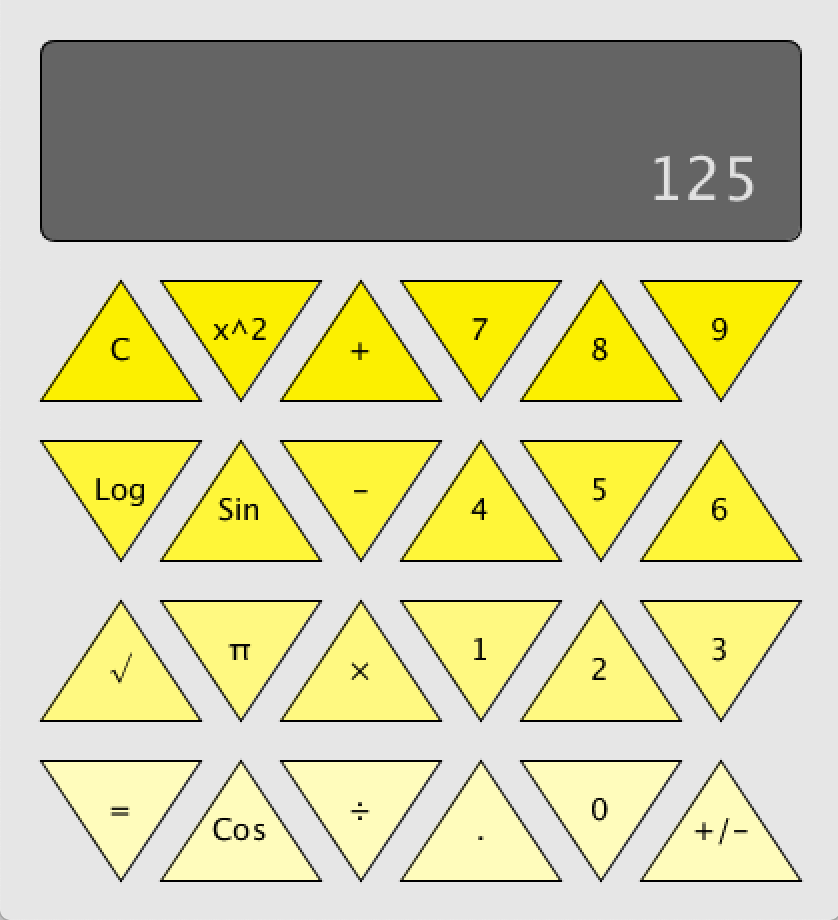 125
C x^2 + 7 8 9
Log Sin - 4 5 6
√ π × 1 2 3
= Cos ÷ . 0 +/-